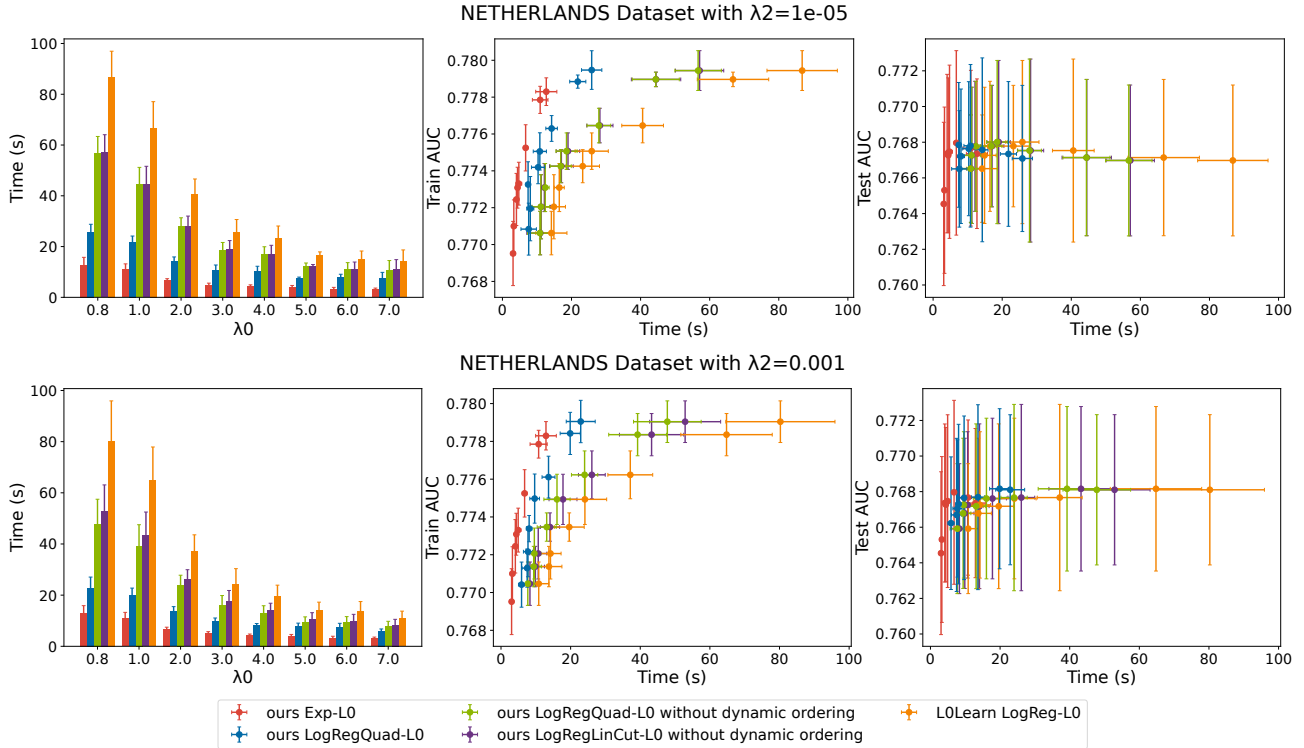 NETHERLANDS Dataset with λ2=1e-05
100
80
60
40
20
0
Time (s)
0.8 1.0 2.0 3.0 4.0 5.0 6.0 7.0
λ0
0.780
0.778
0.776
0.774
0.772
0.770
0.768
Train AUC
0 20 40 60 80 100
Time (s)
0.772
0.770
0.768
0.766
0.764
0.762
0.760
Test AUC
0 20 40 60 80 100
Time (s)
NETHERLANDS Dataset with λ2=0.001
100
80
60
40
20
0
Time (s)
0.8 1.0 2.0 3.0 4.0 5.0 6.0 7.0
λ0
0.780
0.778
0.776
0.774
0.772
0.770
0.768
Train AUC
0 20 40 60 80 100
Time (s)
0.772
0.770
0.768
0.766
0.764
0.762
0.760
Test AUC
0 20 40 60 80 100
Time (s)
ours Exp-L0
ours LogRegQuad-L0
ours LogRegQuad-L0 without dynamic ordering
ours LogRegLinCut-L0 without dynamic ordering
L0Learn LogReg-L0